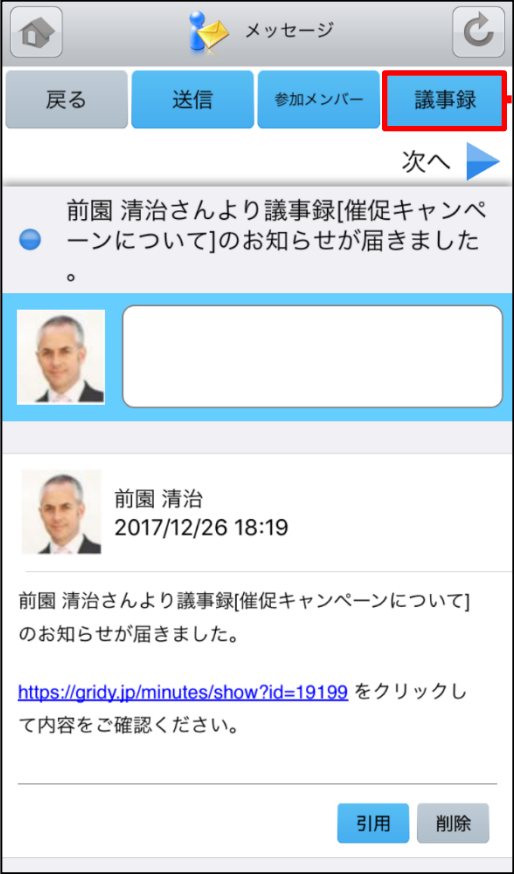 メッセージ
戻る 送信 参加メンバー 議事録
次へ
前園 清治さんより議事録[催促キャンペ
ーンについて]のお知らせが届きました
。
前園 清治
2017/12/26 18:19
前園 清治さんより議事録[催促キャンペーンについて]
のお知らせが届きました。
https://gridy.jp/minutes/show?id=19199 をクリックし
て内容をご確認ください。
引用 削除